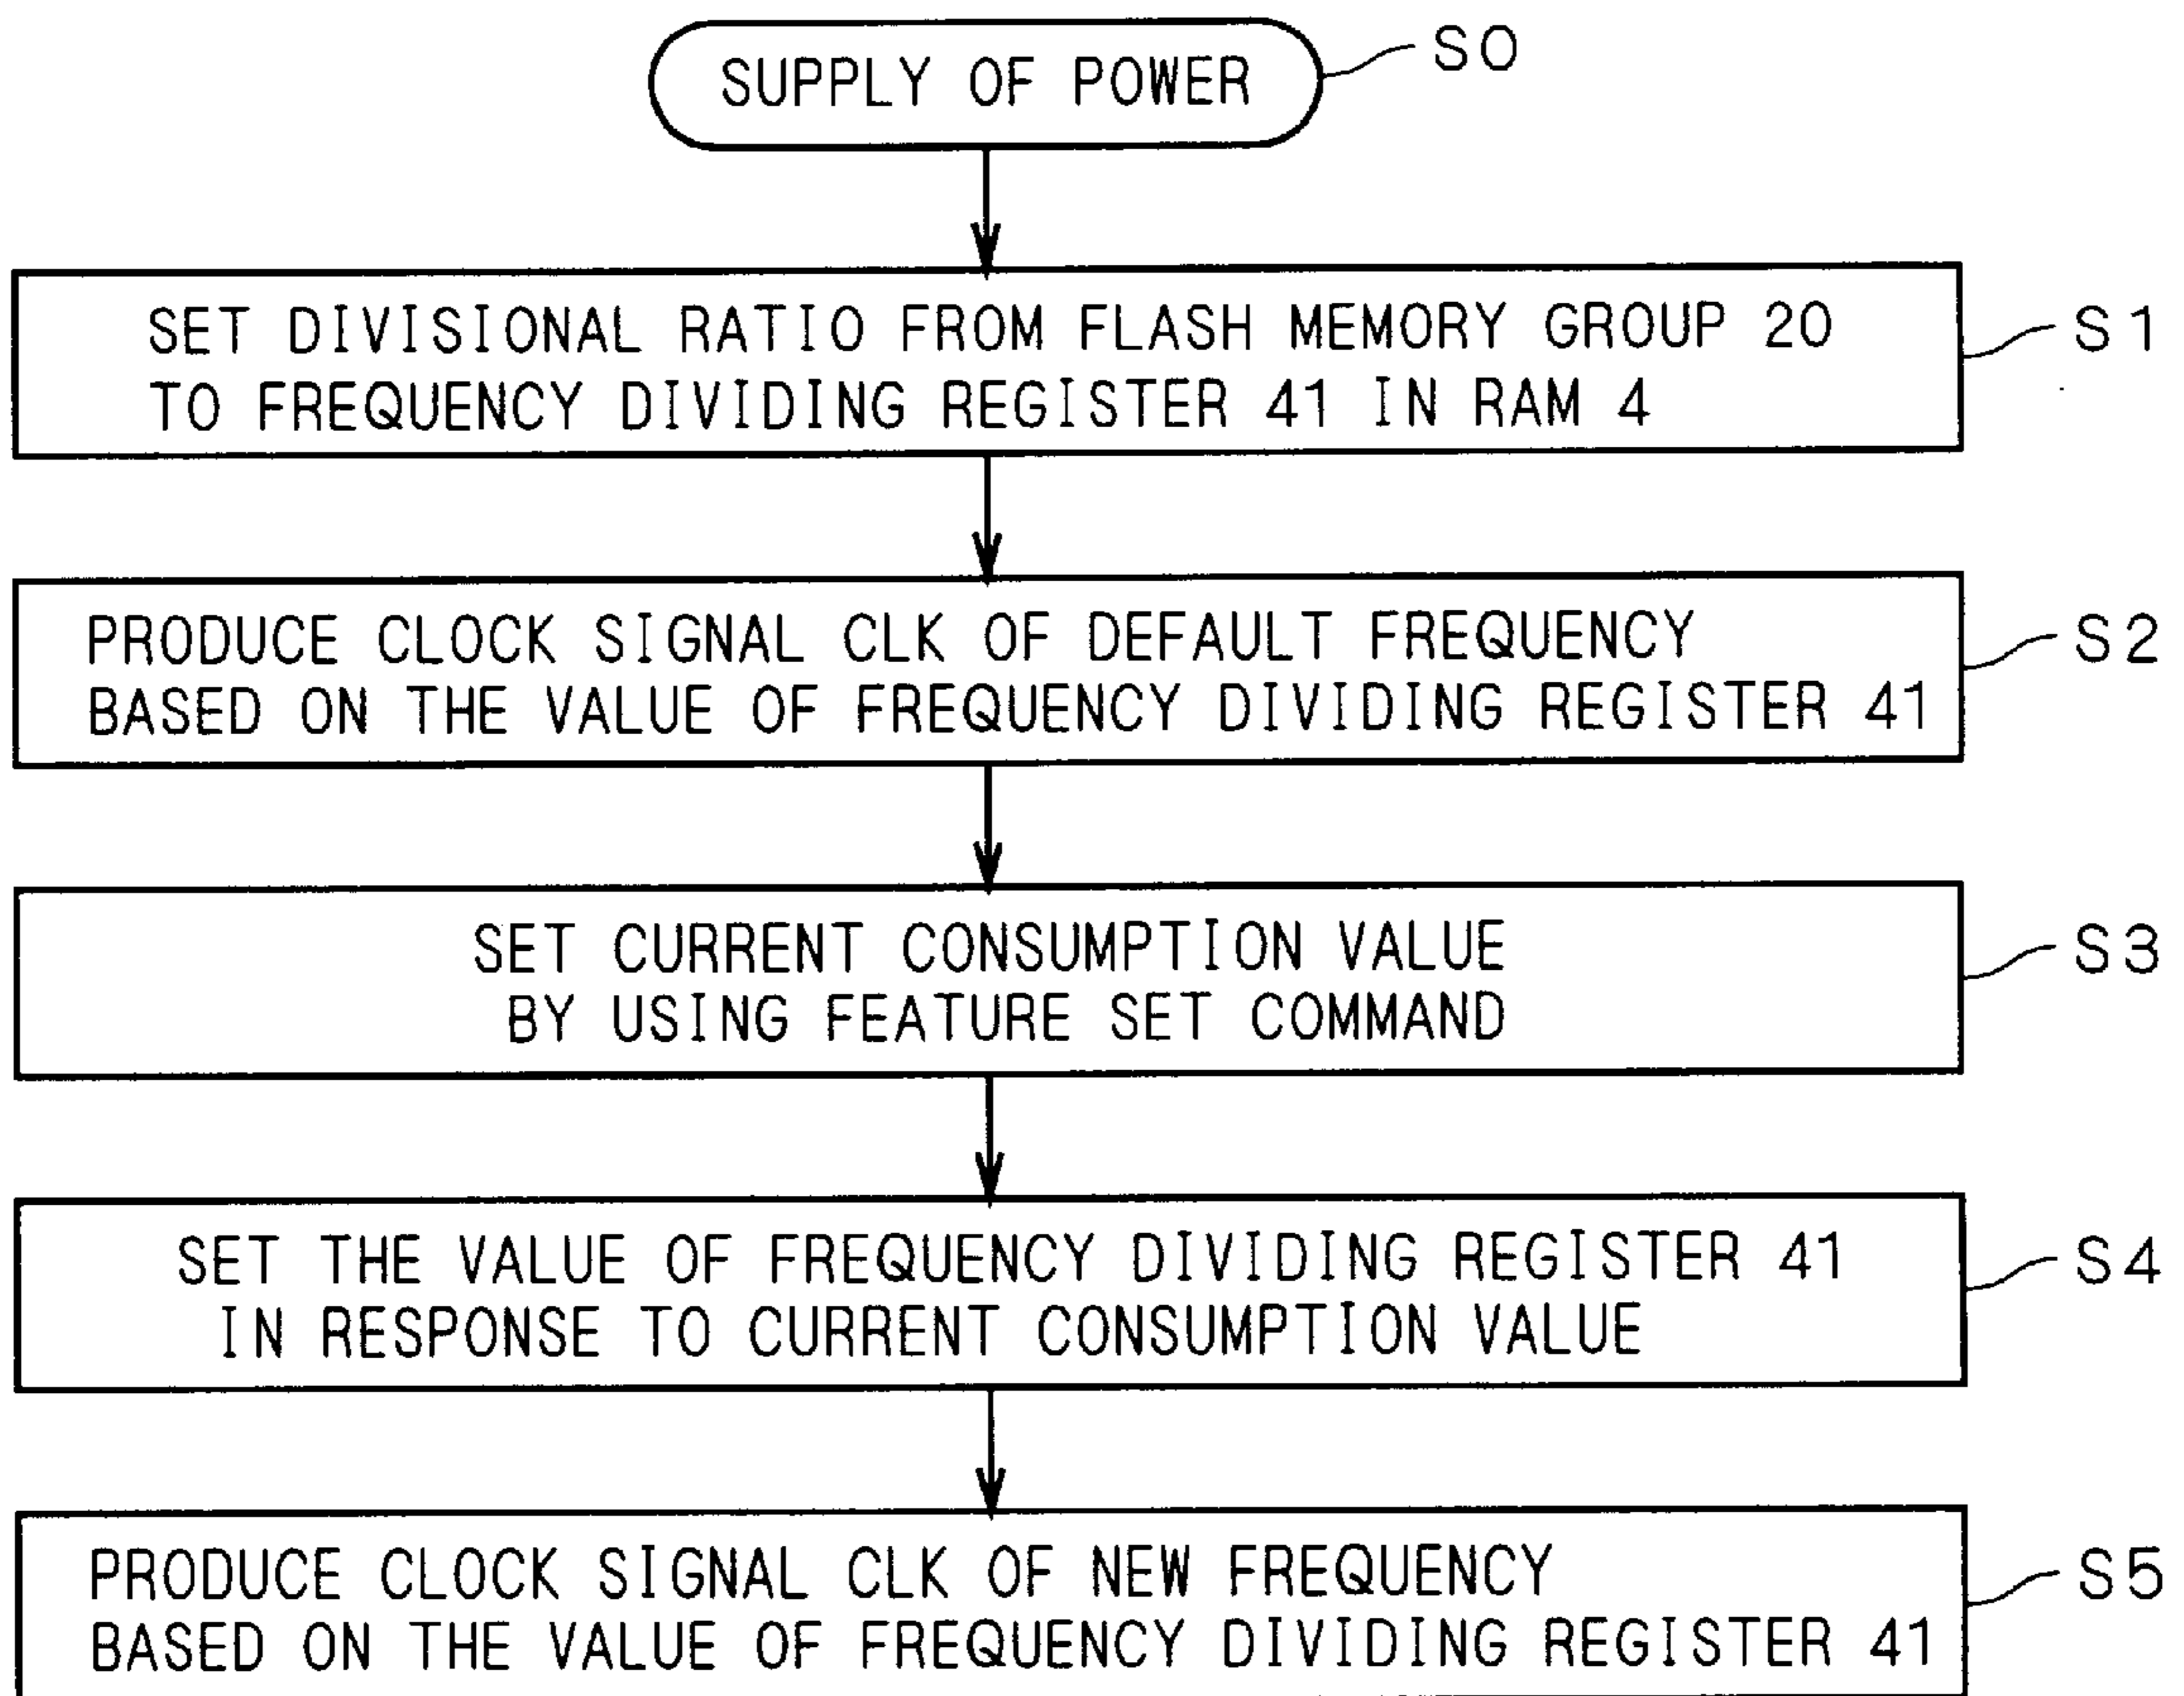 SUPPLY OF POWER
S0
SET DIVISIONAL RATIO FROM FLASH MEMORY GROUP 20
TO FREQUENCY DIVIDING REGISTER 41 IN RAM 4
S1
PRODUCE CLOCK SIGNAL CLK OF DEFAULT FREQUENCY
BASED ON THE VALUE OF FREQUENCY DIVIDING REGISTER 41
S2
SET CURRENT CONSUMPTION VALUE
BY USING FEATURE SET COMMAND
S3
SET THE VALUE OF FREQUENCY DIVIDING REGISTER 41
IN RESPONSE TO CURRENT CONSUMPTION VALUE
S4
PRODUCE CLOCK SIGNAL CLK OF NEW FREQUENCY
BASED ON THE VALUE OF FREQUENCY DIVIDING REGISTER 41
S5